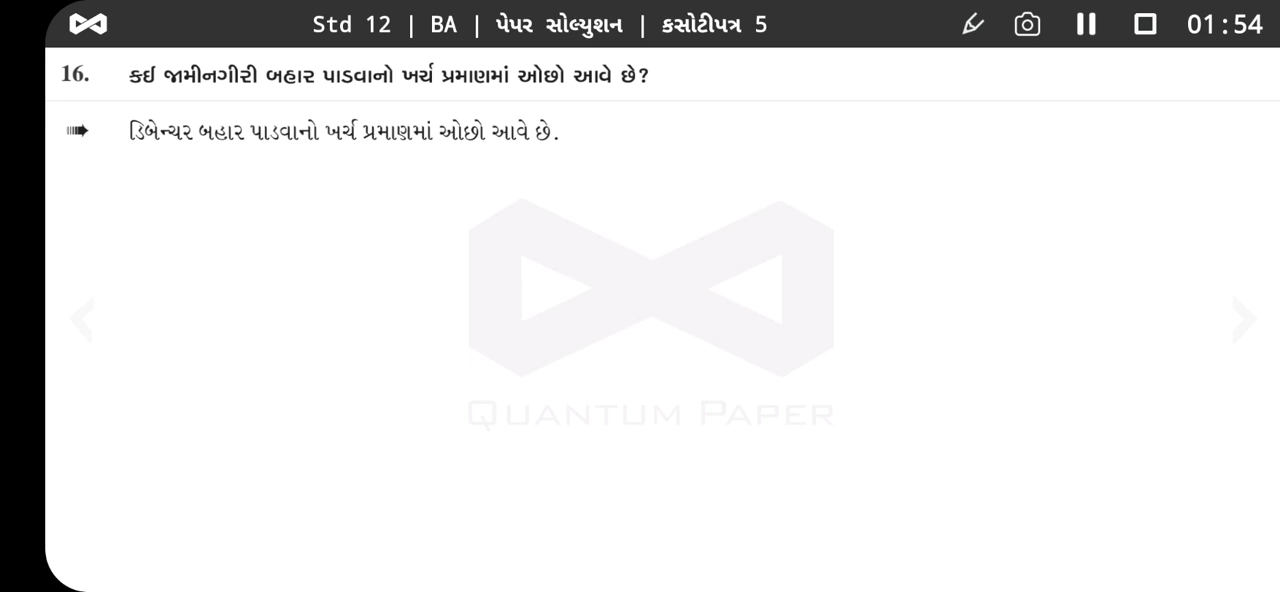 Std 12 | BA | પેપર સોલ્યુશન | કસોટીપત્ર 5
01:54
16. કઈ જામીનગીરી બહાર પાડવાનો ખર્ચ પ્રમાણમાં ઓછો આવે છે?
ડિબેન્ચર બહાર પાડવાનો ખર્ચ પ્રમાણમાં ઓછો આવે છે.
QUANTUM PAPER